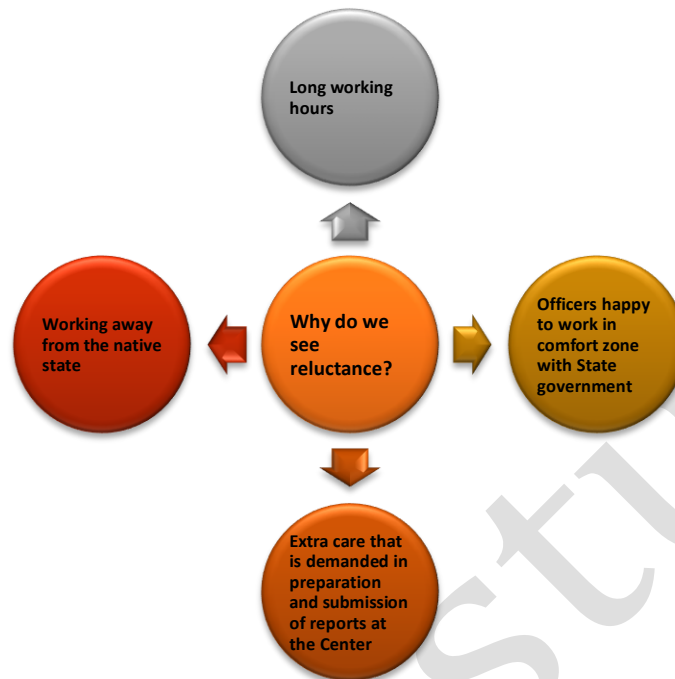 Long working
hours
Working away
from the native
state
Why do we
see
reluctance?
Officers happy
to work in
comfort zone
with State
government
Extra care that
is demanded in
preparation
and submission
of reports at
the Center